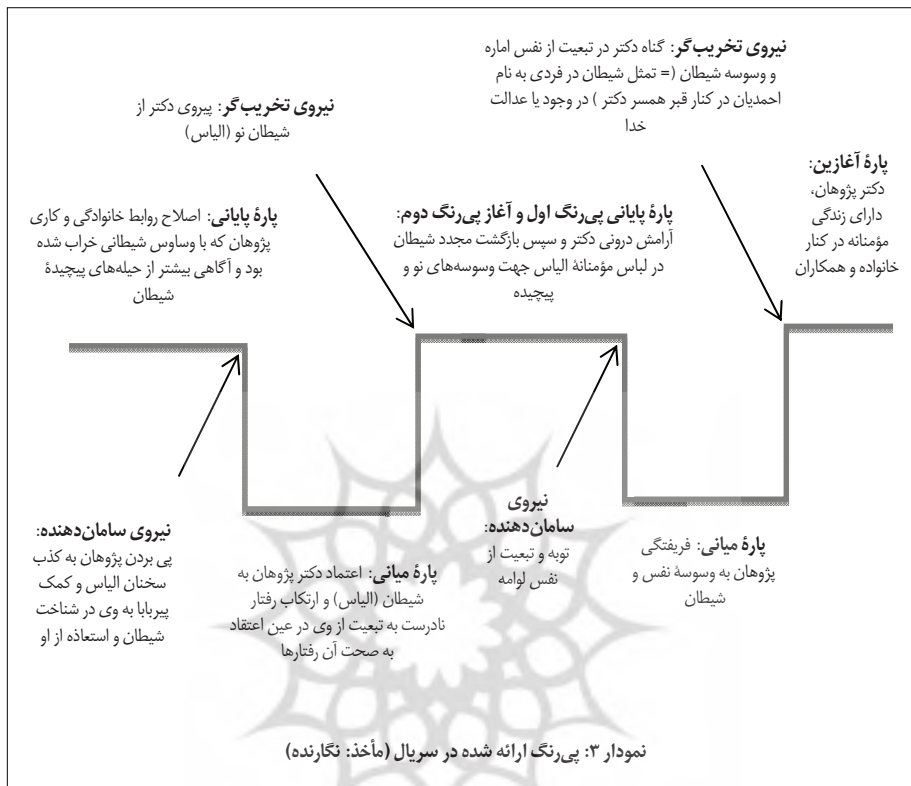 پارهٔ آغازین:
دکتر پژوهان،
دارای زندگی
مؤمنانه در کنار
خانواده و همکاران
نیروی تخریب‌گر: گناه دکتر در تبعیت از نفس اماره
و وسوسه شیطان (= تمثل شیطان در فردی به نام
احمدیان در کنار قبر همسر دکتر ) در وجود یا عدالت
خدا
پارهٔ میانی: فریفتگی
پژوهان به وسوسهٔ نفس و
شیطان
نیروی
سامان‌دهنده:
توبه و تبعیت از
نفس لوامه
پارهٔ پایانی پی‌رنگ اول و آغاز پی‌رنگ دوم:
آرامش درونی دکتر و سپس بازگشت مجدد شیطان
در لباس مؤمنانهٔ الیاس جهت وسوسه‌های نو و
پیچیده
نیروی تخریب‌گر: پیروی دکتر از
شیطان نو (الیاس)
پارهٔ میانی: اعتماد دکتر پژوهان به
شیطان (الیاس) و ارتکاب رفتار
نادرست به تبعیت از وی در عین اعتقاد
به صحت آن رفتارها
نیروی سامان‌دهنده:
پی بردن پژوهان به کذب
سخنان الیاس و کمک
پیربابا به وی در شناخت
شیطان و استعاذه از او
پارهٔ پایانی: اصلاح روابط خانوادگی و کاری
پژوهان که با وساوس شیطانی خراب شده
بود و آگاهی بیشتر از حیله‌های پیچیدهٔ
شیطان
نمودار ۳: پی‌رنگ ارائه شده در سریال (مأخذ: نگارنده)